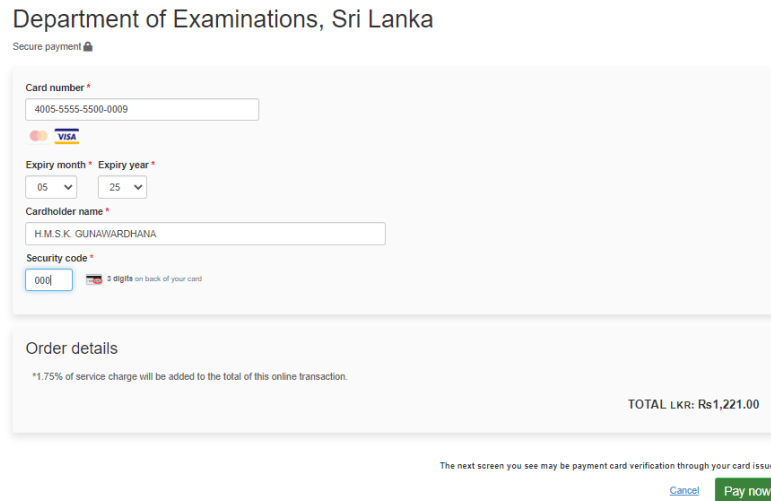 Department of Examinations, Sri Lanka
Secure payment
Card number *
4005-5555-5500-0009
VISA
Expiry month * Expiry year *
05 25
Cardholder name *
H.M.S.K. GUNAWARDHANA
Security code *
000 3 digits on back of your card
Order details
*1.75% of service charge will be added to the total of this online transaction.
TOTAL LKR: Rs1,221.00
The next screen you see may be payment card verification through your card issue
Cancel Pay now